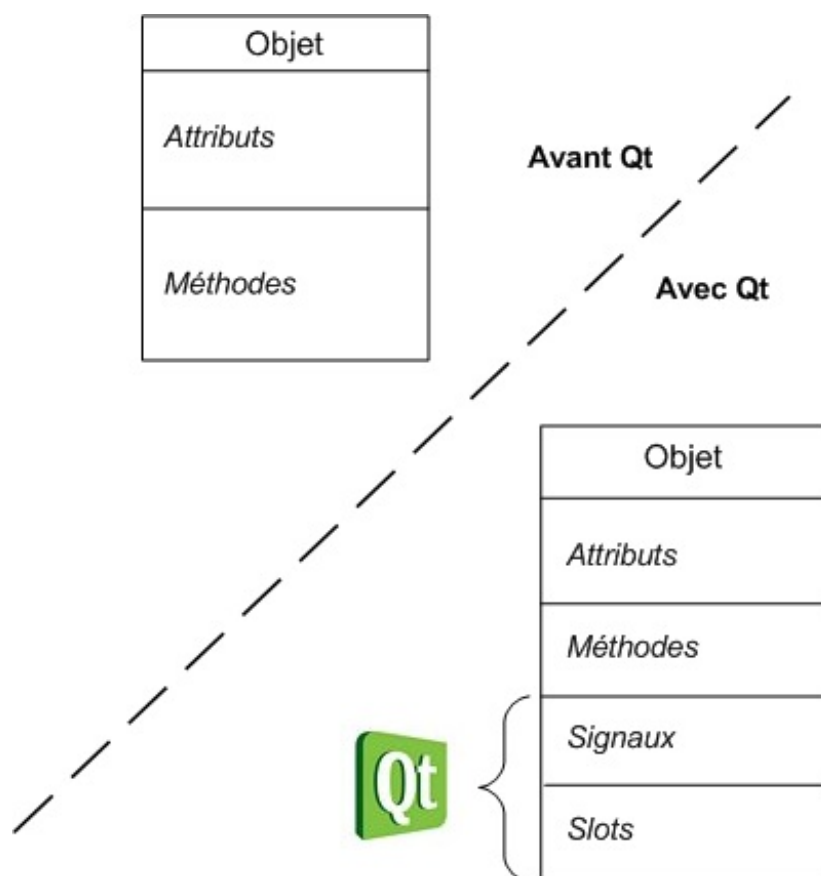 Objet
Attributs
Méthodes
Avant Qt
Avec Qt
Objet
Attributs
Méthodes
Signaux
Slots
Qt